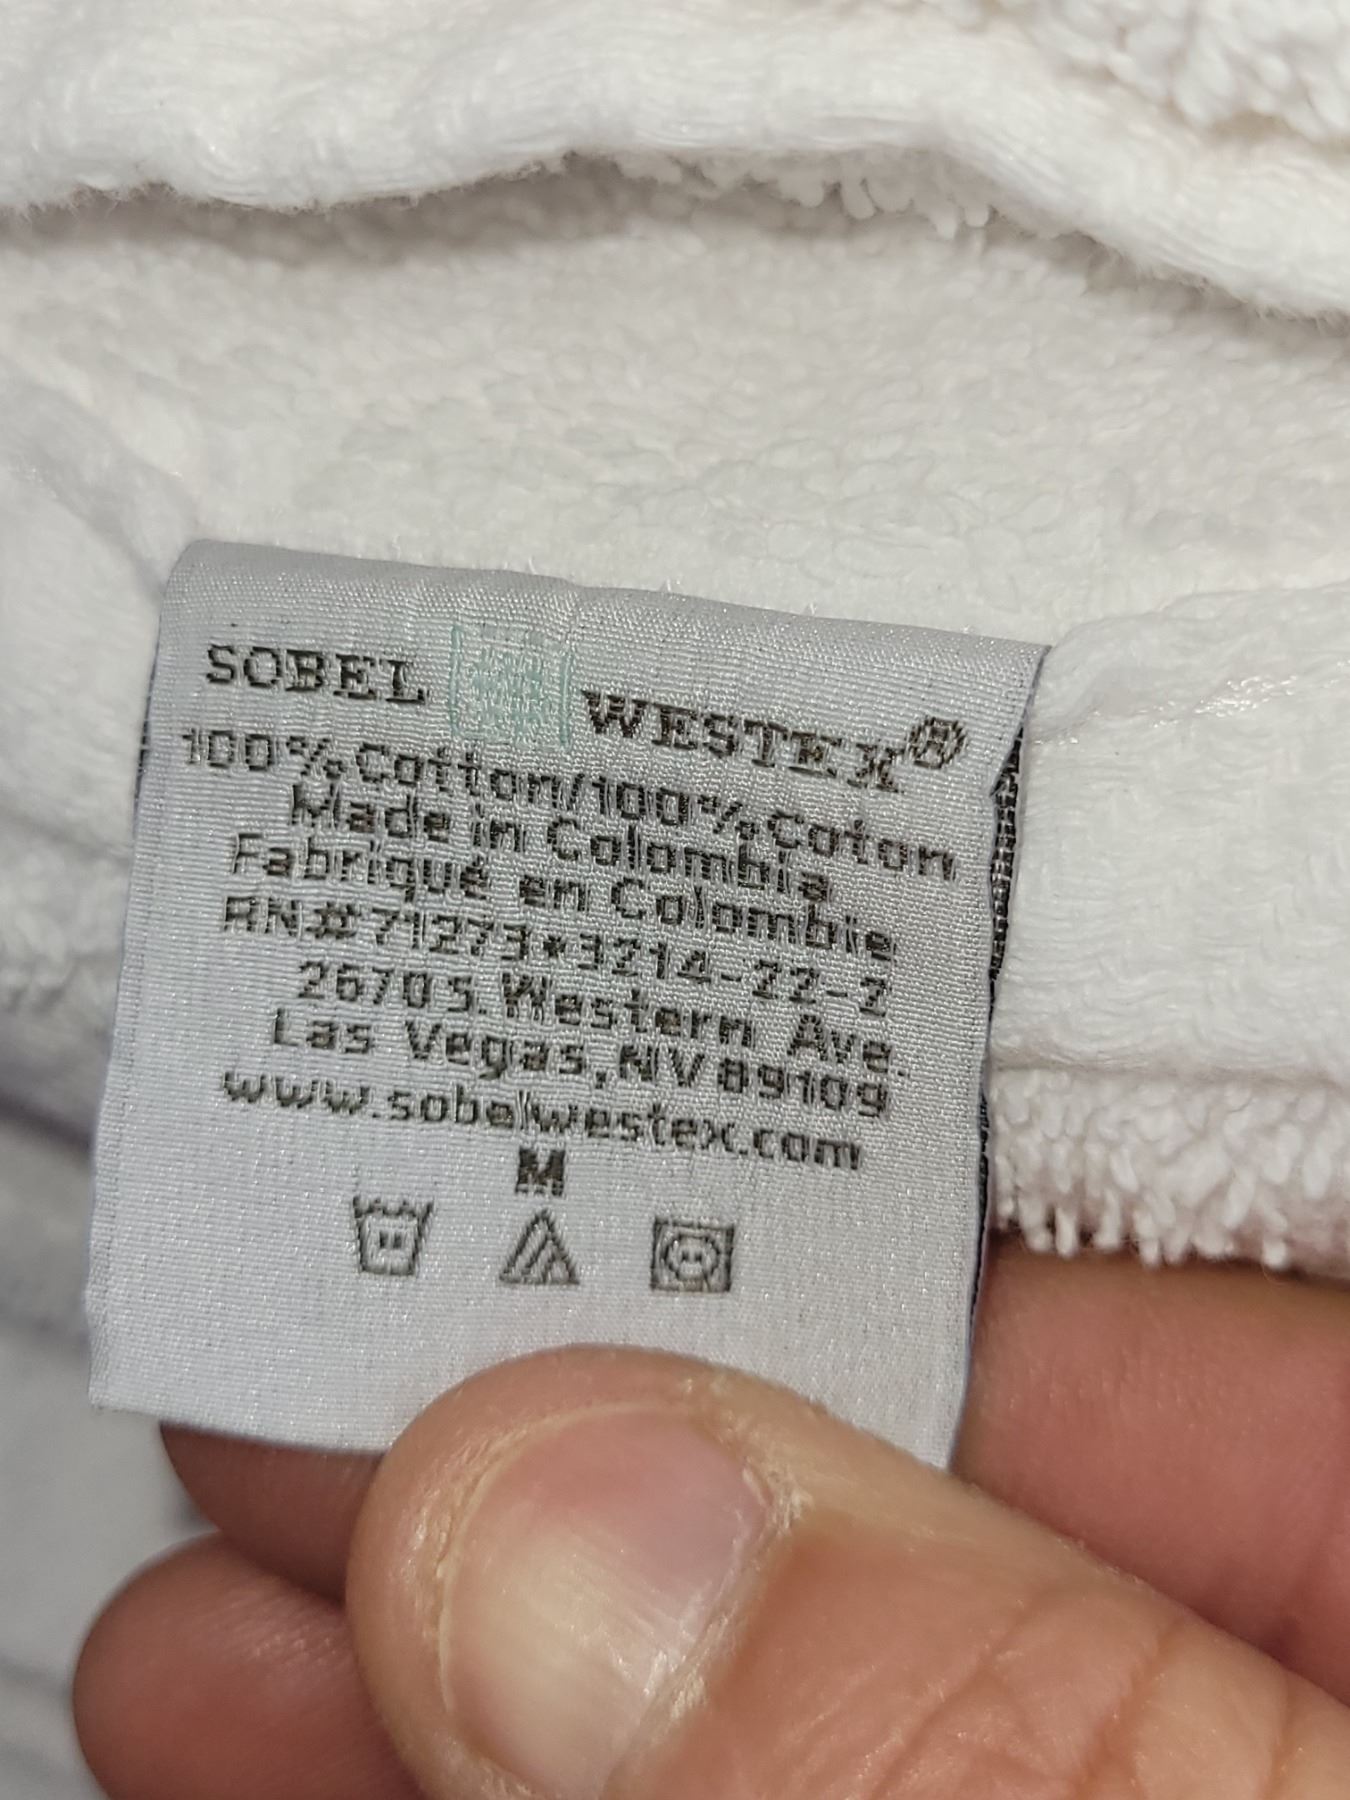 SOBEL WESTEX®
100%Cotton/100%Coton
Made in Colombia
Fabriqué en Colombie
RN#71273*3214-22-2
2670 S. Western Ave.
Las Vegas, NV 89109
www.sobelwestex.com
M